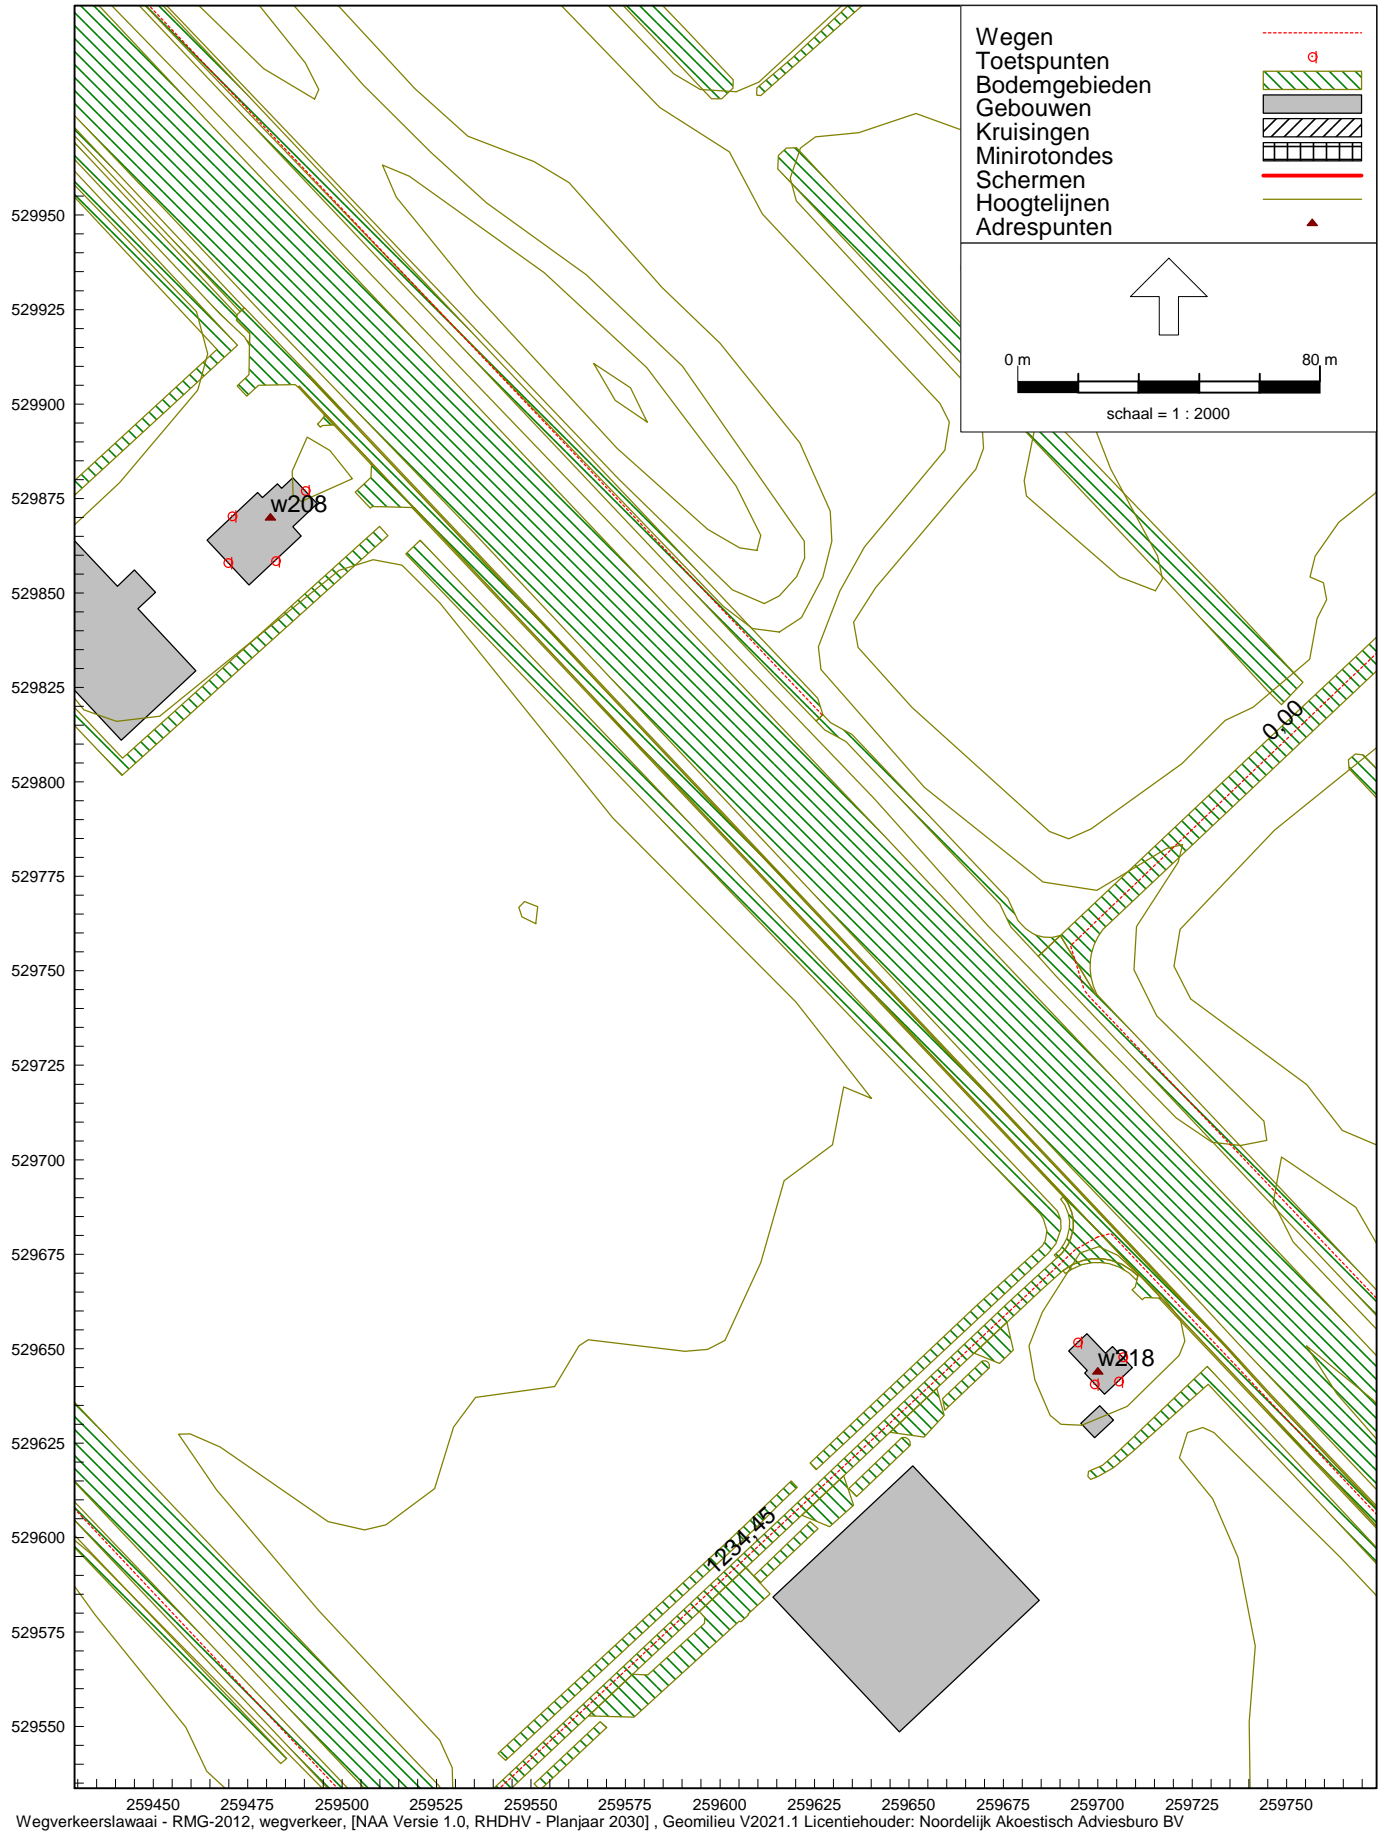 Wegen
Toetspunten
Bodemgebieden
Gebouwen
Kruisingen
Minirotondes
Schermen
Hoogtelijnen
Adrespunten
0 m 80 m
schaal = 1 : 2000
529950
529925
529900
529875
529850
529825
529800
529775
529750
529725
529700
529675
529650
529625
529600
529575
529550
w208
0,00
w218
1234,45
259450 259475 259500 259525 259550 259575 259600 259625 259650 259675 259700 259725 259750
Wegverkeerslawaai - RMG-2012, wegverkeer, [NAA Versie 1.0, RHDHV - Planjaar 2030] , Geomilieu V2021.1 Licentiehouder: Noordelijk Akoestisch Adviesburo BV